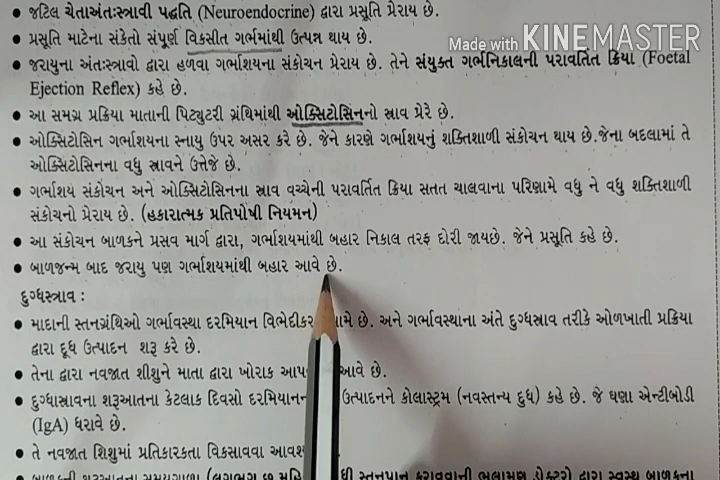 • જટિલ ચેતાઅંતઃસ્ત્રાવી પદ્ધતિ (Neuroendocrine) દ્વારા પ્રસૂતિ પ્રેરાય છે.
• પ્રસૂતિ માટેના સંકેતો સંપૂર્ણ વિકસીત ગર્ભમાંથી ઉત્પન્ન થાય છે.
Made with KINEMASTER
• જરાયુના અંતઃસ્ત્રાવો દ્વારા હળવા ગર્ભાશયના સંકોચન પ્રેરાય છે. તેને સંયુક્ત ગર્ભનિકાલની પરાવર્તિત ક્રિયા (Foetal
Ejection Reflex) કહે છે.
• આ સમગ્ર પ્રક્રિયા માતાની પિટ્યુટરી ગ્રંથિમાંથી ઓક્સિટોસિનનો સ્રાવ પ્રેરે છે.
• ઓક્સિટોસિન ગર્ભાશયના સ્નાયુ ઉપર અસર કરે છે. જેને કારણે ગર્ભાશયનું શક્તિશાળી સંકોચન થાય છે.જેના બદલામાં તે
ઓક્સિટોસિનના વધુ સ્રાવને ઉત્તેજે છે.
• ગર્ભાશય સંકોચન અને ઓક્સિટોસિનના સ્રાવ વચ્ચેની પરાવર્તિત ક્રિયા સતત ચાલવાના પરિણામે વધુ ને વધુ શક્તિશાળી
સંકોચનો પ્રેરાય છે. (હકારાત્મક પ્રતિપોષી નિયમન)
• આ સંકોચન બાળકને પ્રસવ માર્ગ દ્વારા, ગર્ભાશયમાંથી બહાર નિકાલ તરફ દોરી જાયછે. જેને પ્રસૂતિ કહે છે.
• બાળજન્મ બાદ જરાયુ પણ ગર્ભાશયમાંથી બહાર આવે છે.
દુગ્ધસ્ત્રાવ :
• માદાની સ્તનગ્રંથિઓ ગર્ભાવસ્થા દરમિયાન અને ગર્ભાવસ્થાના અંતે દુગ્ધસ્રાવ તરીકે ઓળખાતી પ્રક્રિયા
દ્વારા દૂધ ઉત્પાદન શરૂ કરે છે.
• તેના દ્વારા નવજાત શીશુને માતા દ્વારા ખોરાક આવે છે.
• દુગ્ધાસ્રાવના શરૂઆતના કેટલાક દિવસો ઉત્પાદનને કોલાસ્ટ્રમ (નવસ્તન્ય દુધ) કહે છે. જે ઘણા એન્ટીબોડી
(IgA) ધરાવે છે.
• તે નવજાત શિશુમાં પ્રતિકારકતા વિકસાવવા